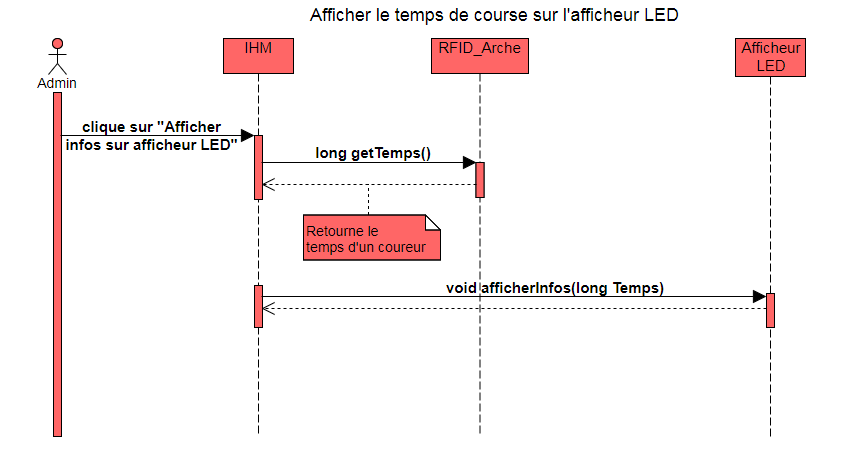 Afficher le temps de course sur l'afficheur LED
Admin
IHM
RFID_Arche
Afficheur
LED
clique sur "Afficher
infos sur afficheur LED"
long getTemps()
Retourne le
temps d'un coureur
void afficherInfos(long Temps)